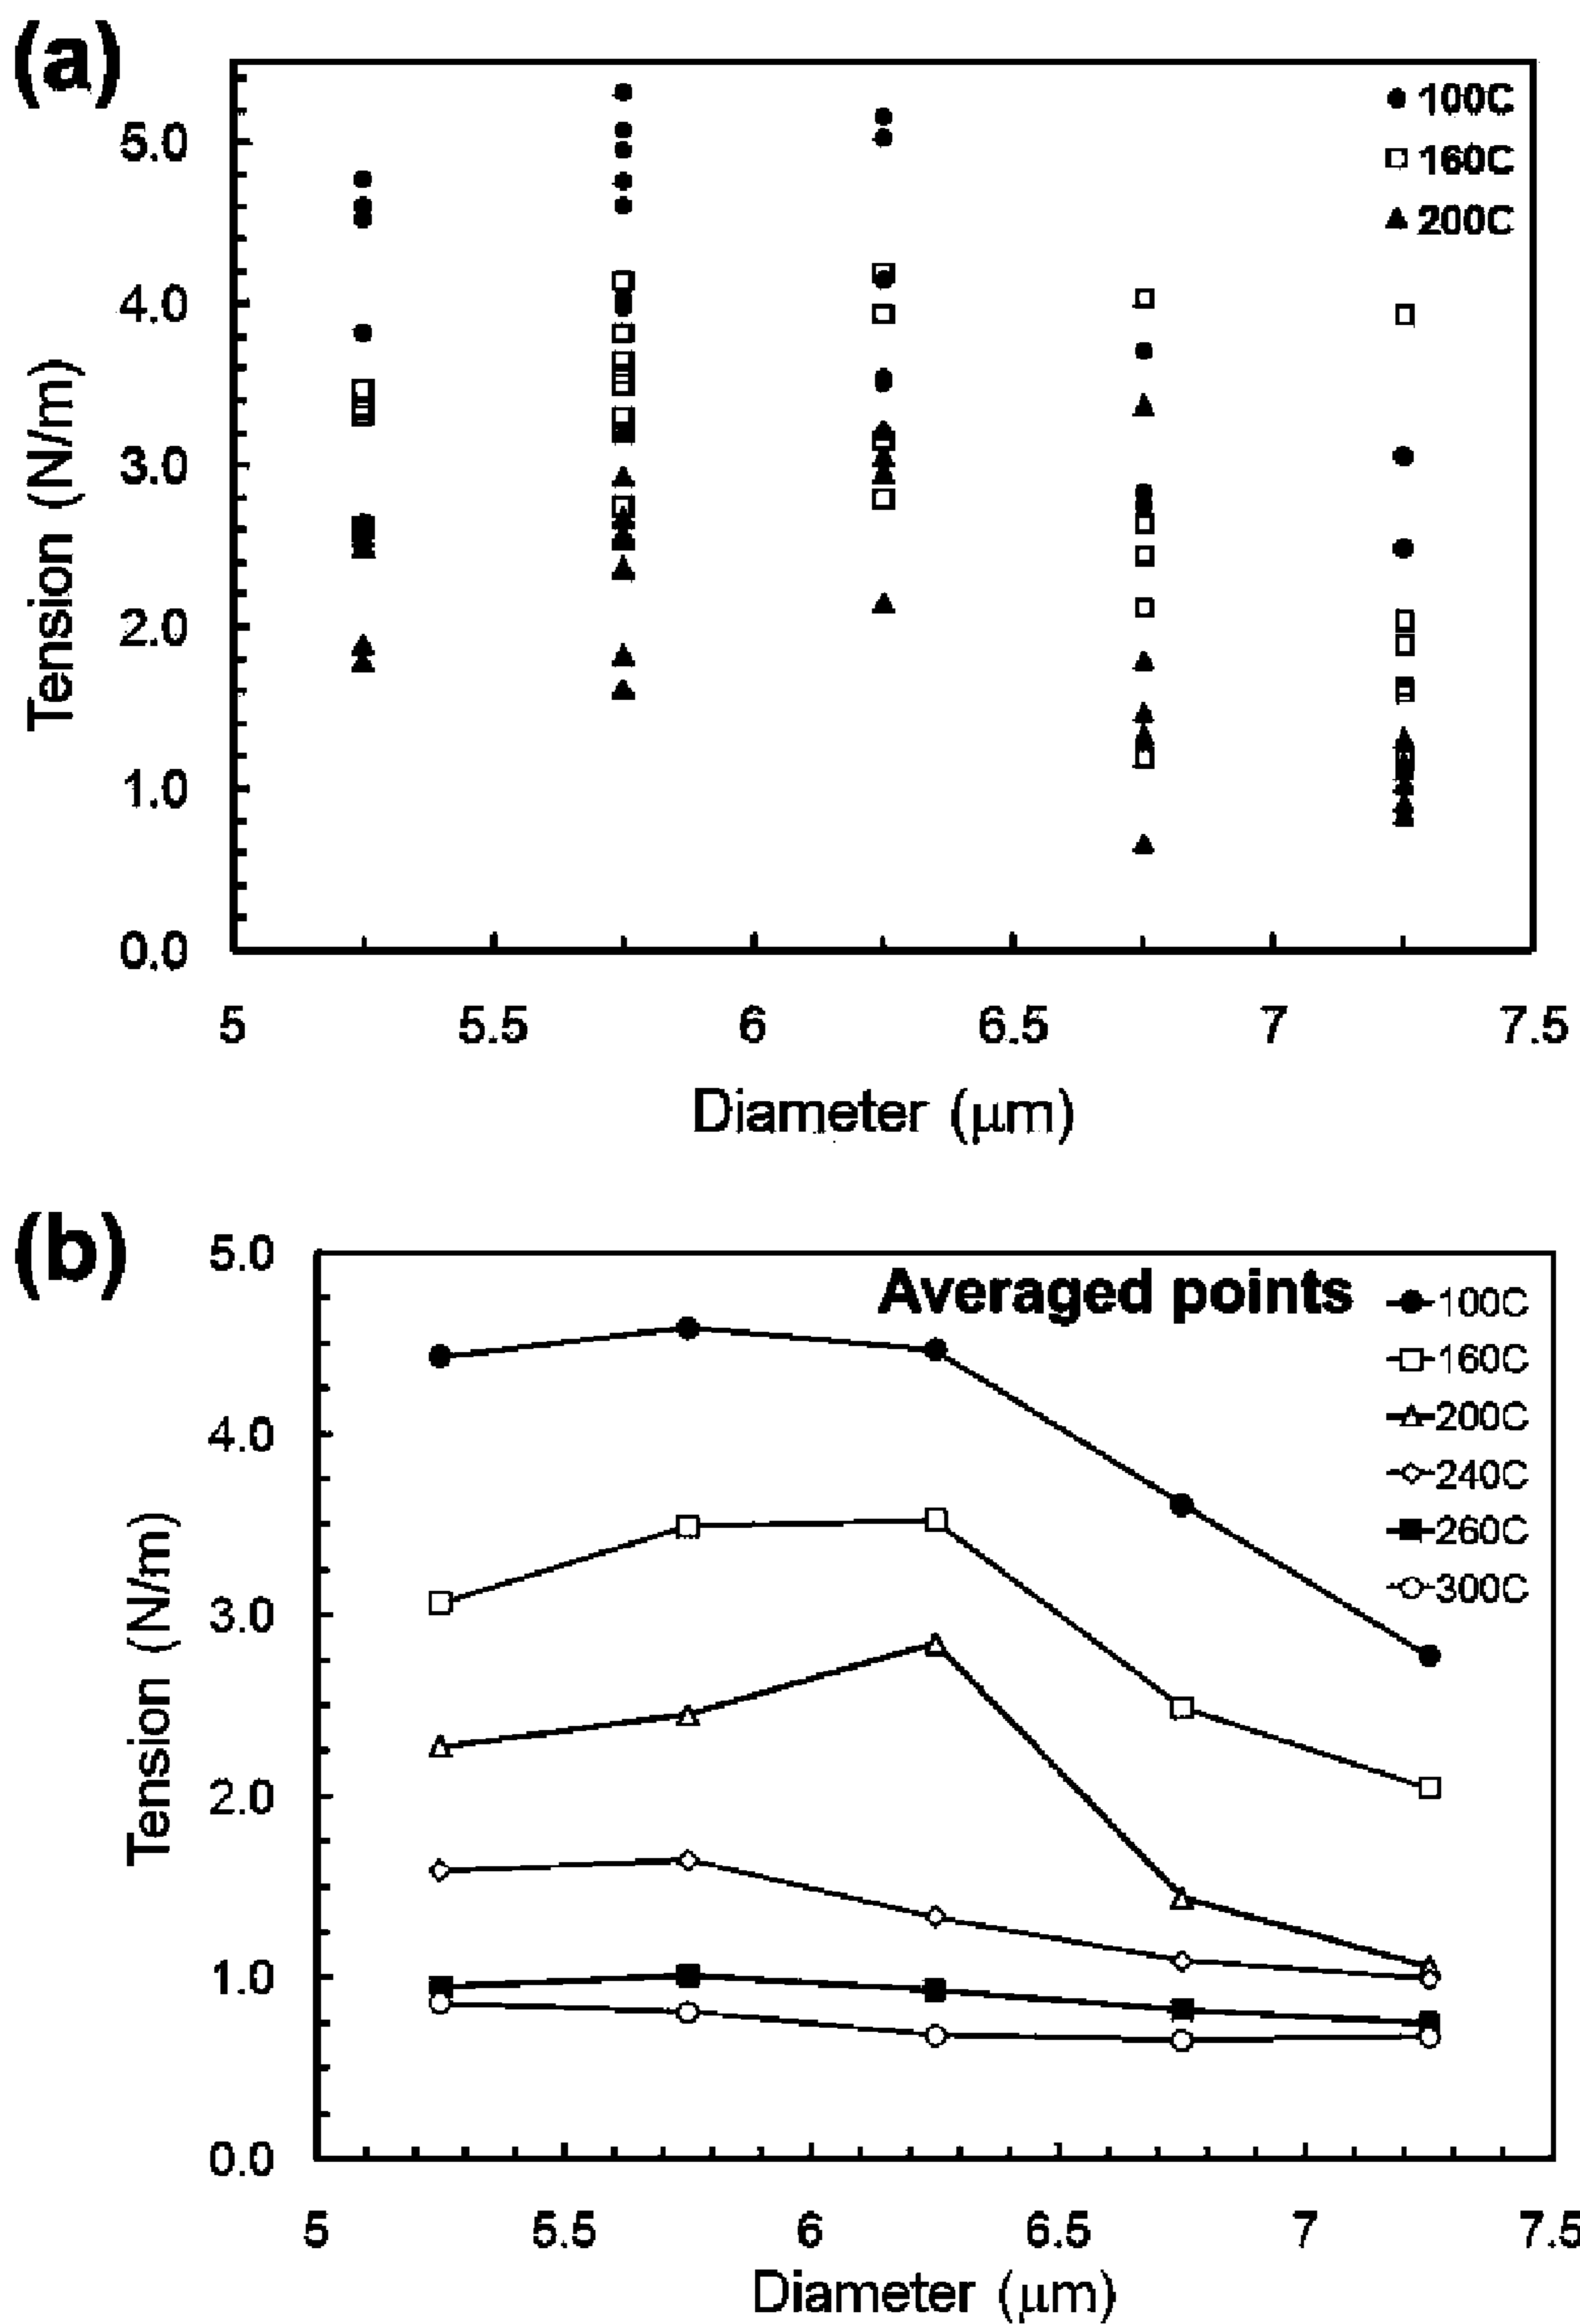 (a)
100C
160C
200C
5.0
4.0
3.0
2.0
1.0
0.0
Tension (N/m)
5 5.5 6 6.5 7 7.5
Diameter (μm)
(b)
Averaged points
100C
160C
200C
240C
260C
300C
5.0
4.0
3.0
2.0
1.0
0.0
Tension (N/m)
5 5.5 6 6.5 7 7.5
Diameter (μm)